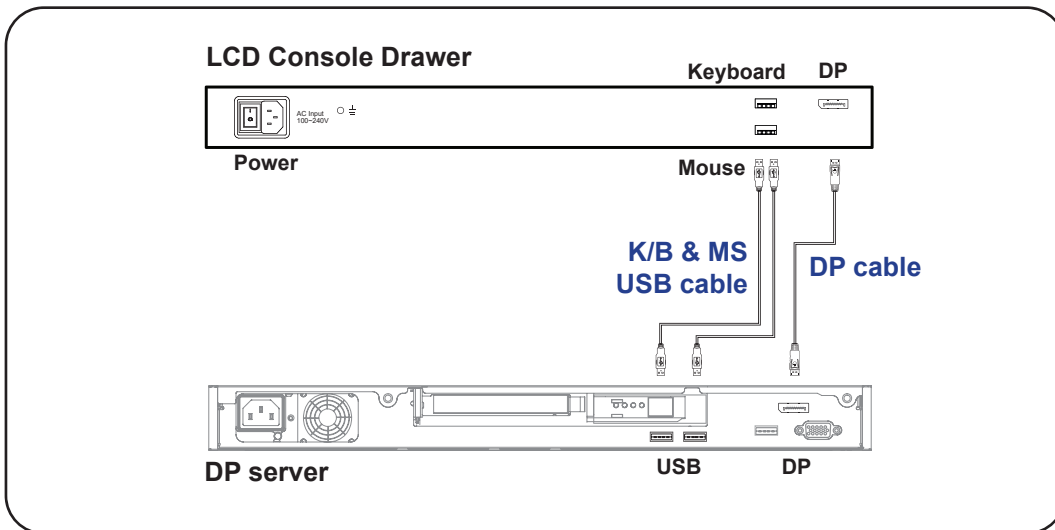 LCD Console Drawer
Keyboard
DP
AC Input
100~240V
Power
Mouse
K/B & MS
USB cable
DP cable
DP server
USB
DP